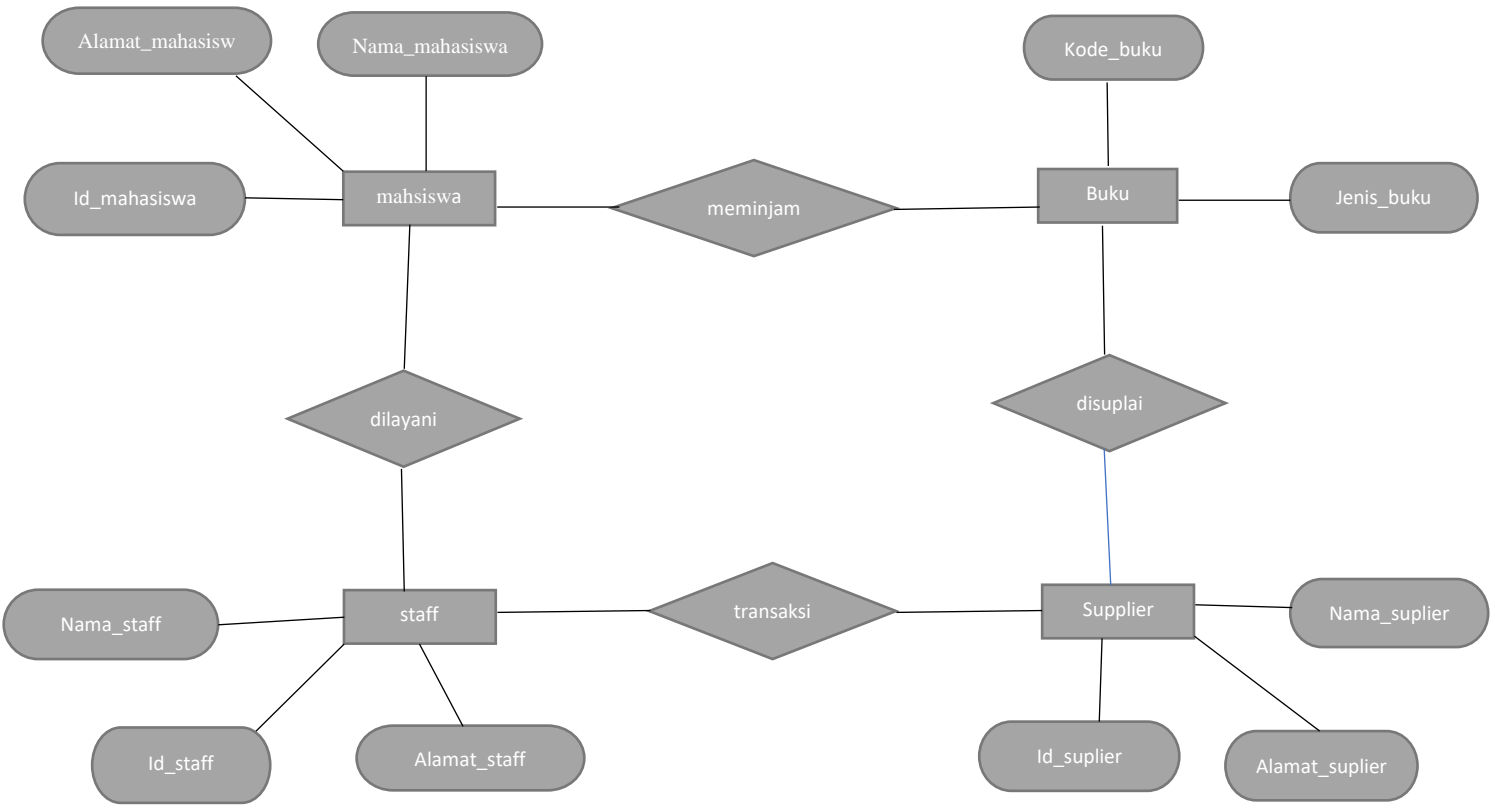 Alamat_mahasisw
Nama_mahasiswa
Kode_buku
Id_mahasiswa
mahsiswa
meminjam
Buku
Jenis_buku
dilayani
disuplai
Nama_staff
staff
transaksi
Supplier
Nama_suplier
Id_staff
Alamat_staff
Id_suplier
Alamat_suplier